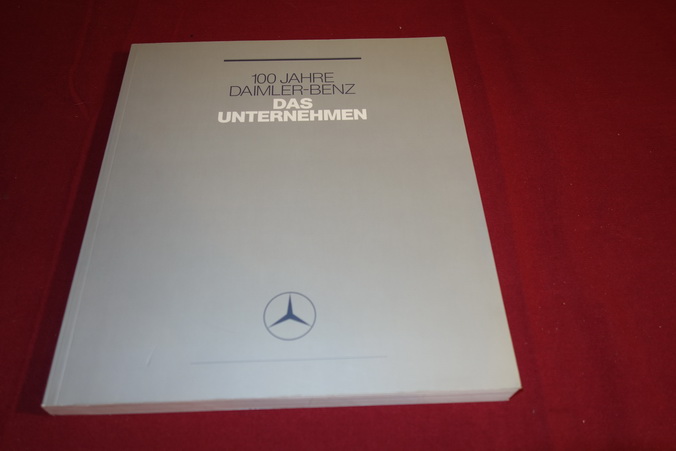 100 JAHRE
DAIMLER-BENZ
DAS
UNTERNEHMEN